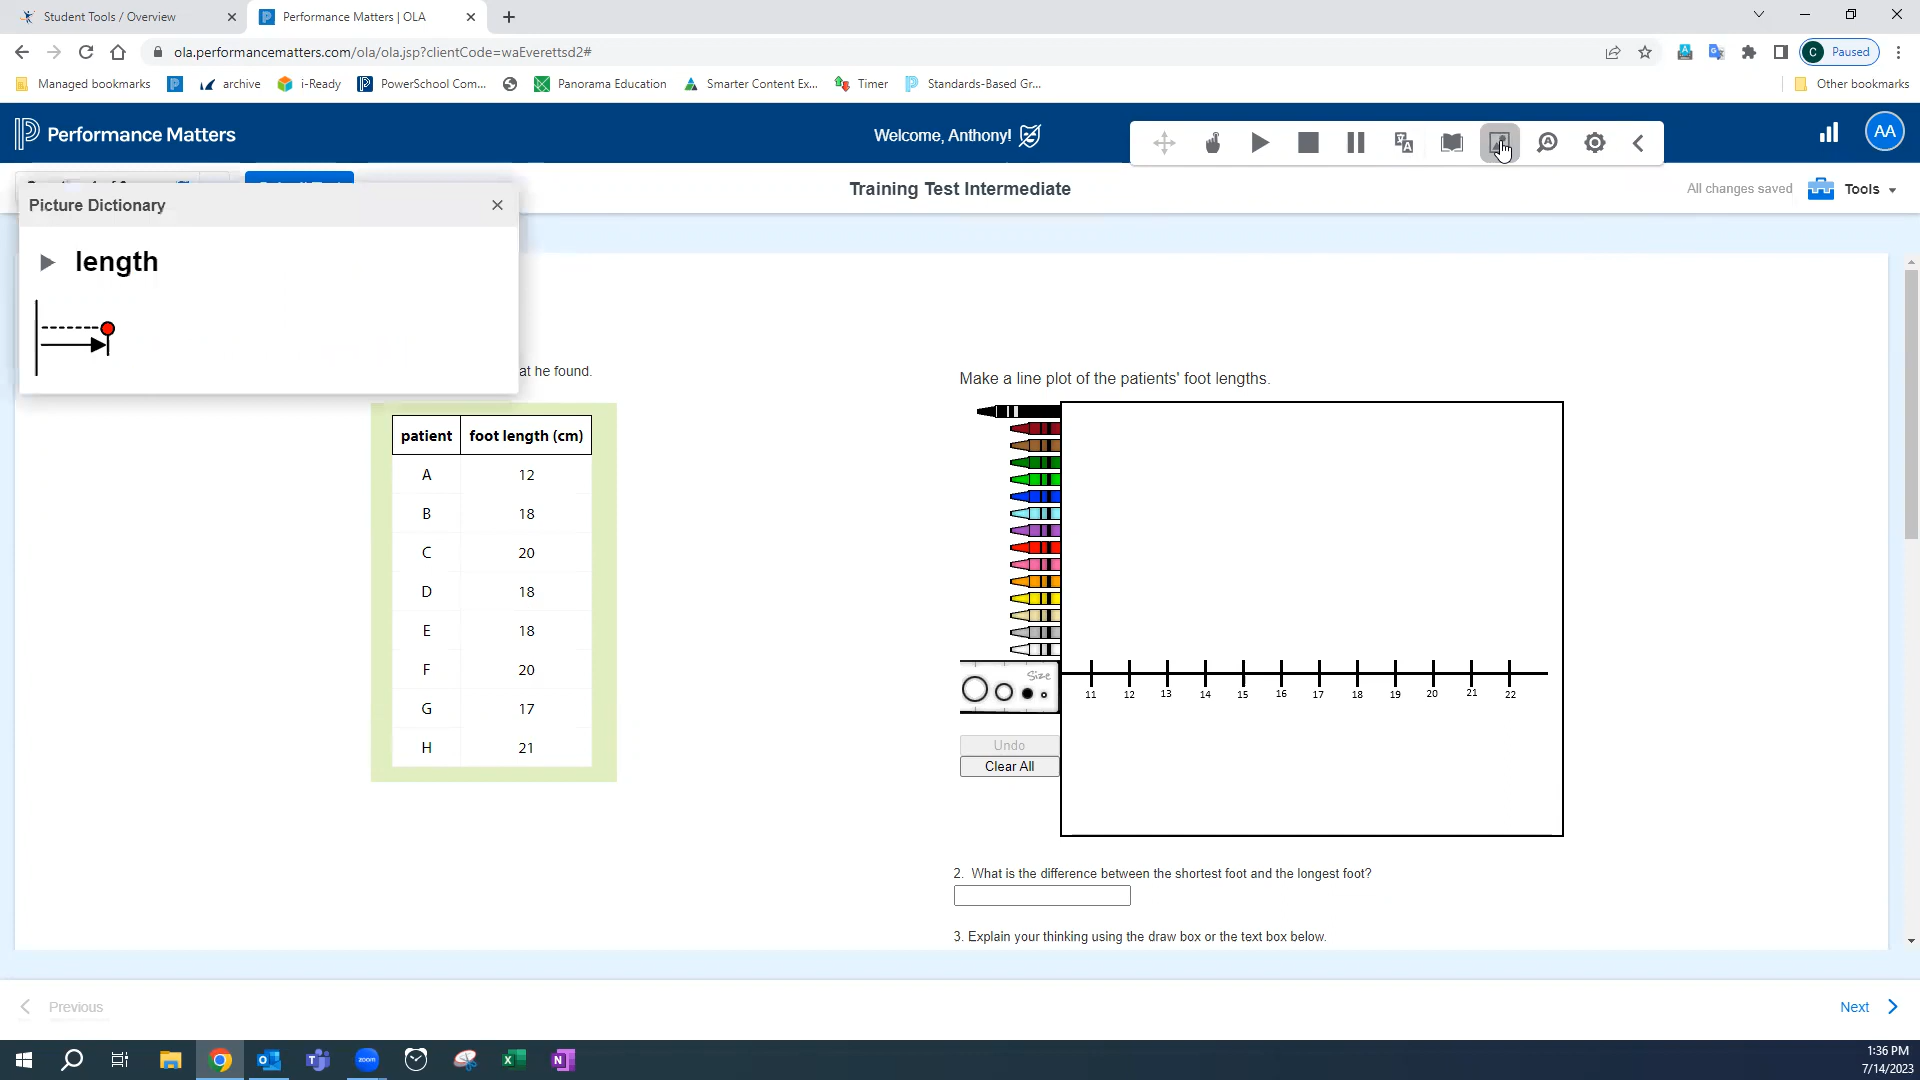 Student Tools / Overview
Performance Matters | OLA
ola.performancematters.com/ola/ola.jsp?clientCode=waEverettsd2#
C Paused
Managed bookmarks
archive
i-Ready
PowerSchool Com...
Panorama Education
Smarter Content Ex...
Timer
Standards-Based Gr...
Other bookmarks
Performance Matters
Welcome, Anthony!
AA
Training Test Intermediate
All changes saved
Tools
Picture Dictionary
length
at he found.
patient foot length (cm)
A 12
B 18
C 20
D 18
E 18
F 20
G 17
H 21
Make a line plot of the patients' foot lengths.
Size
11 12 13 14 15 16 17 18 19 20 21 22
Undo
Clear All
2. What is the difference between the shortest foot and the longest foot?
3. Explain your thinking using the draw box or the text box below.
Previous
Next
zoom
1:36 PM
7/14/2023